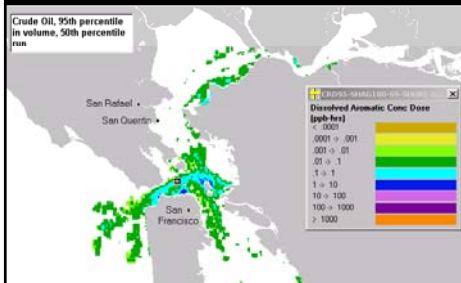 Crude Oil, 95th percentile
in volume, 50th percentile
run
San Rafael
San Quentin
San
Francisco
Dissolved Aromatic Conc Dose
(ppb-hrs)
< .0001
.0001 -> .001
.001 -> .01
.01 -> .1
.1 -> 1
1 -> 10
10 -> 100
100 -> 1000
> 1000